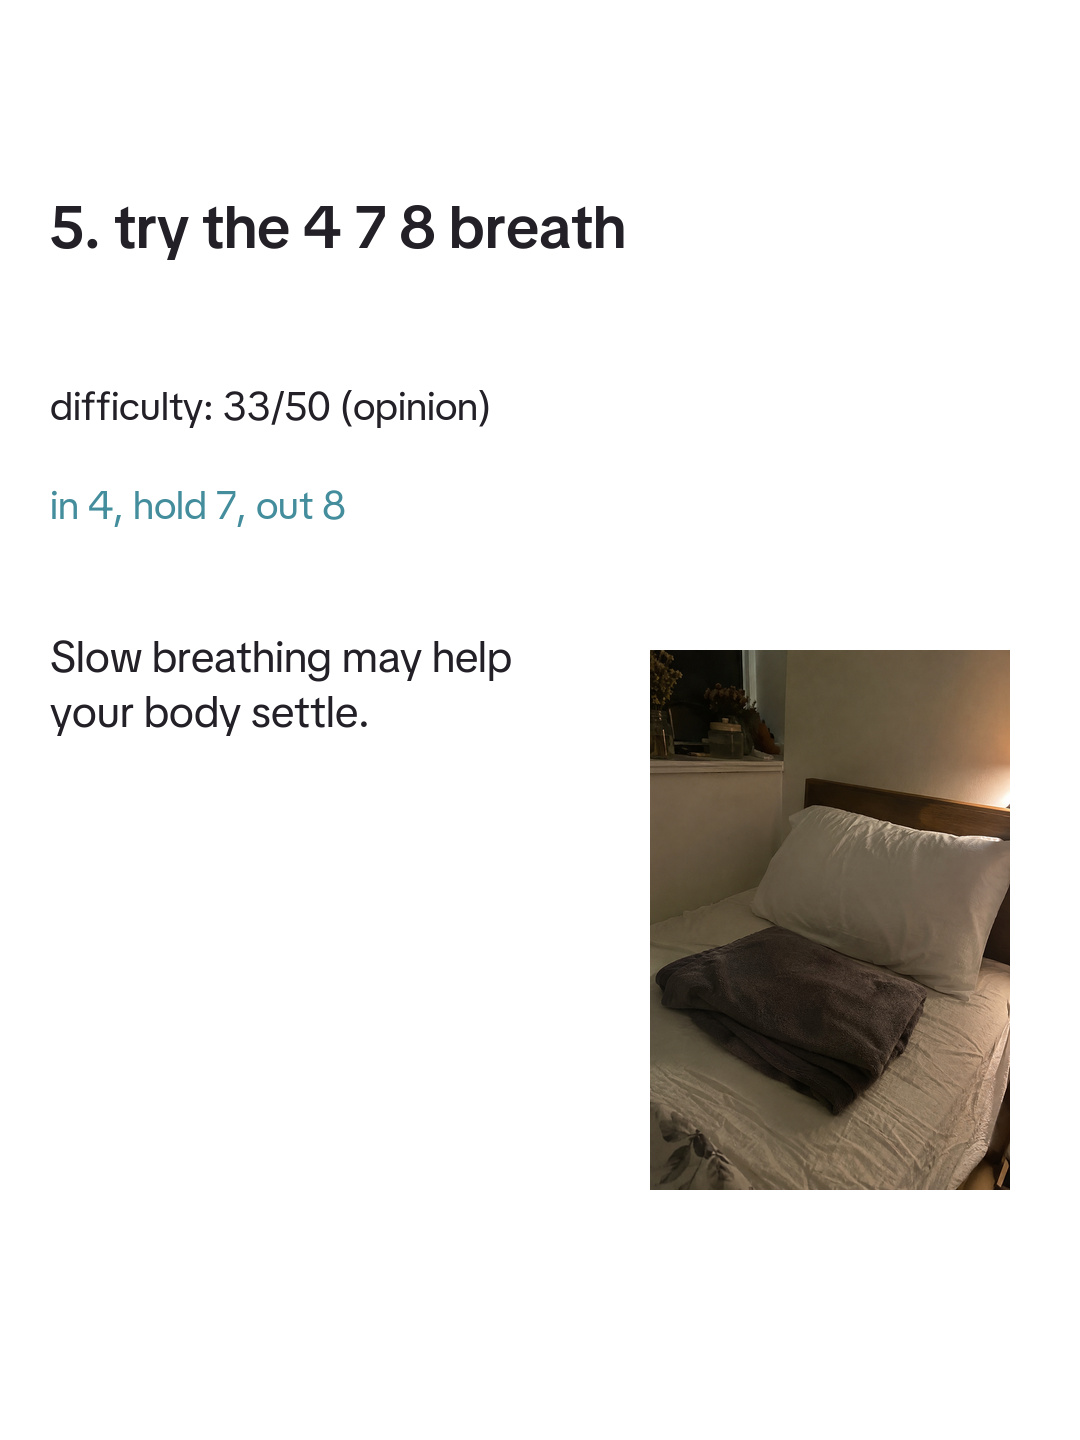 5. try the 4 7 8 breath
difficulty: 33/50 (opinion)
in 4, hold 7, out 8
Slow breathing may help
your body settle.